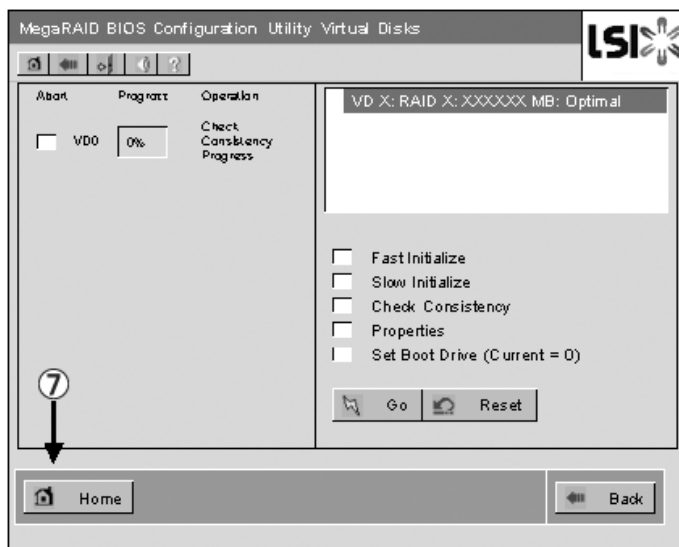 MegaRAID BIOS Configuration Utility Virtual Disks
LSI
Abort Progress Operation
VD0 0% Check
Consistency
Progress
VD X: RAID X: XXXXXX MB: Optimal
Fast Initialize
Slow Initialize
Check Consistency
Properties
Set Boot Drive (Current = 0)
Go Reset
⑦
Home Back